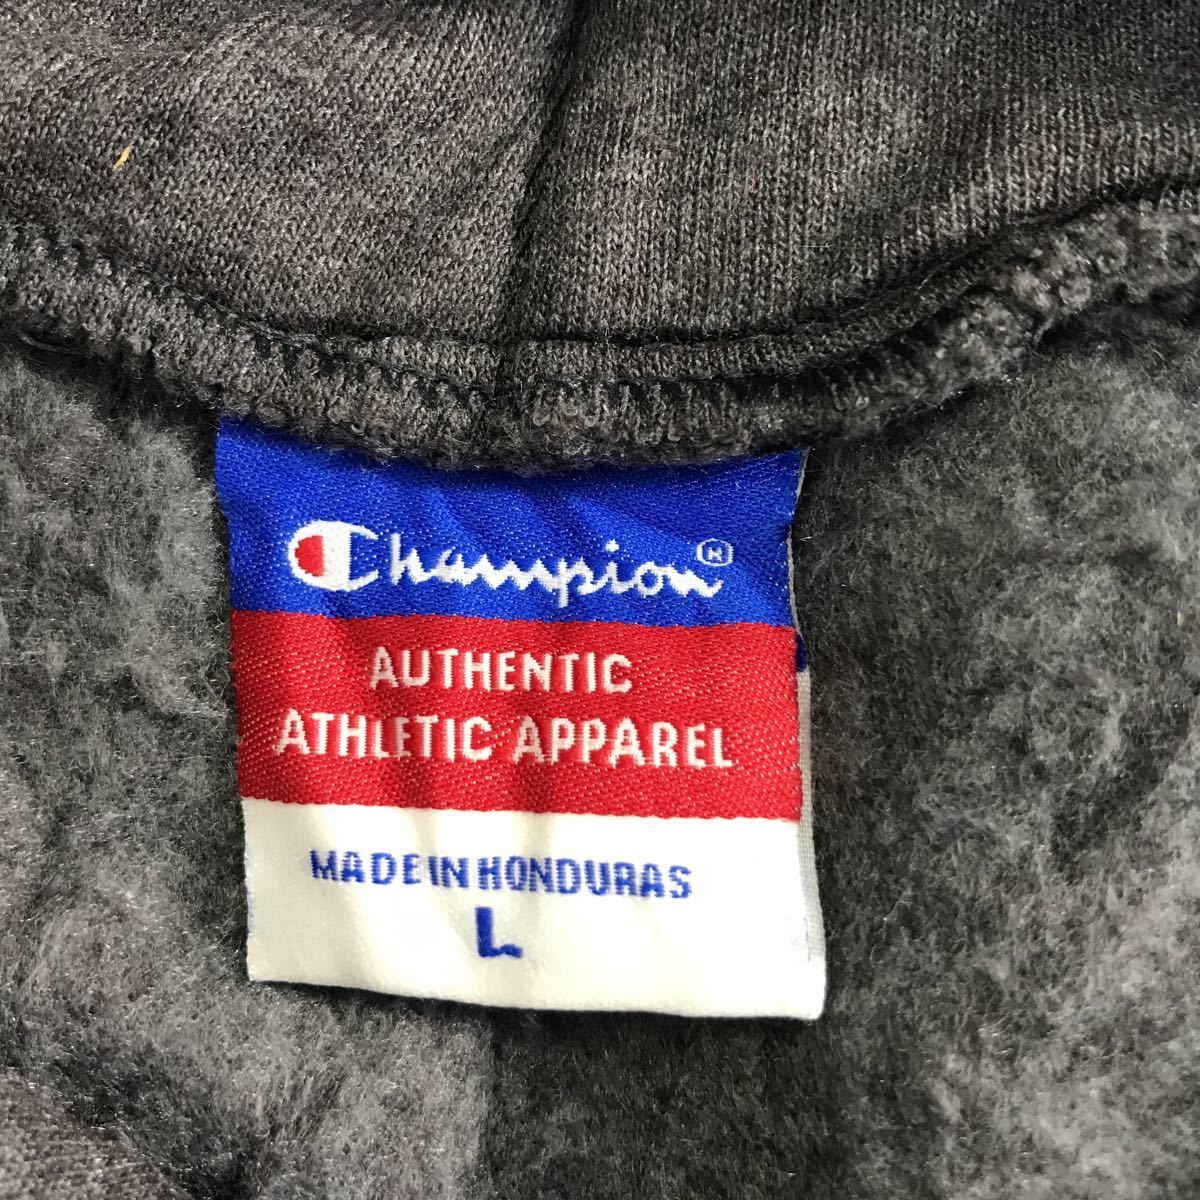 Champion®
AUTHENTIC
ATHLETIC APPAREL
MADE IN HONDURAS
L